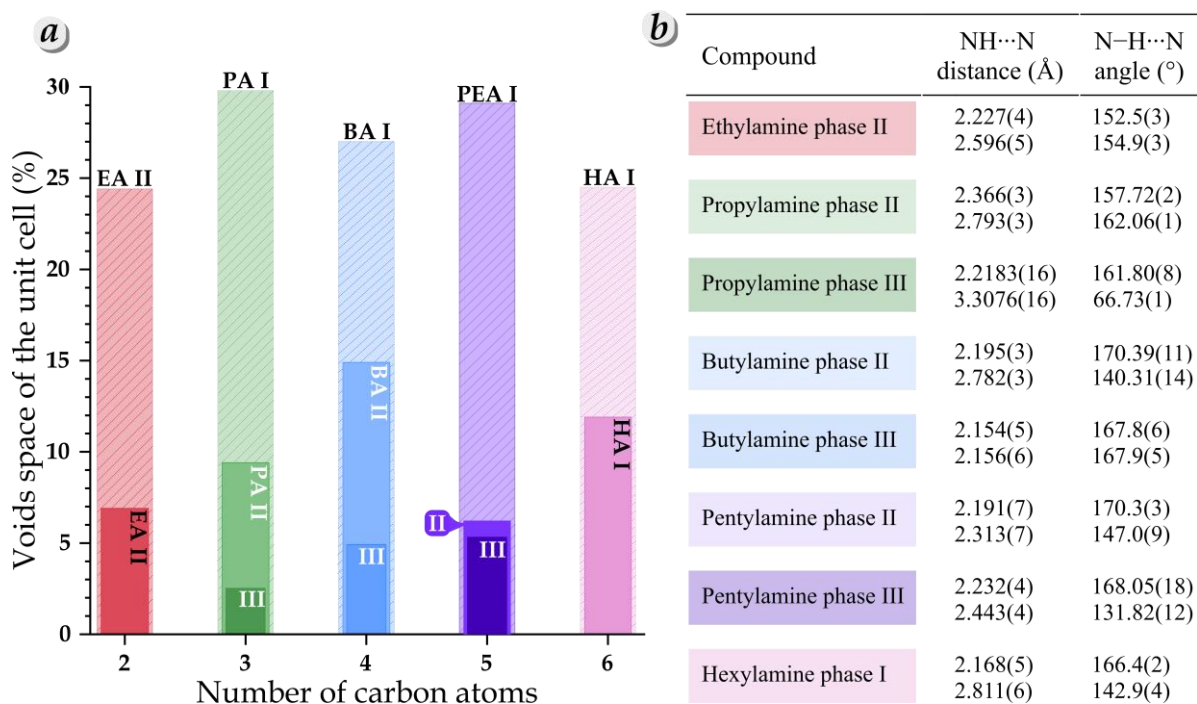 a
Voids space of the unit cell (%)
30
25
20
15
10
5
0
EA II
PA I
BA I
PEA I
HA I
EA II
PA II
III
BA II
III
II
III
HA I
2 3 4 5 6
Number of carbon atoms
b
Compound
NH···N
distance (Å)
N−H···N
angle (°)
Ethylamine phase II
2.227(4) 152.5(3)
2.596(5) 154.9(3)
Propylamine phase II
2.366(3) 157.72(2)
2.793(3) 162.06(1)
Propylamine phase III
2.2183(16) 161.80(8)
3.3076(16) 66.73(1)
Butylamine phase II
2.195(3) 170.39(11)
2.782(3) 140.31(14)
Butylamine phase III
2.154(5) 167.8(6)
2.156(6) 167.9(5)
Pentylamine phase II
2.191(7) 170.3(3)
2.313(7) 147.0(9)
Pentylamine phase III
2.232(4) 168.05(18)
2.443(4) 131.82(12)
Hexylamine phase I
2.168(5) 166.4(2)
2.811(6) 142.9(4)